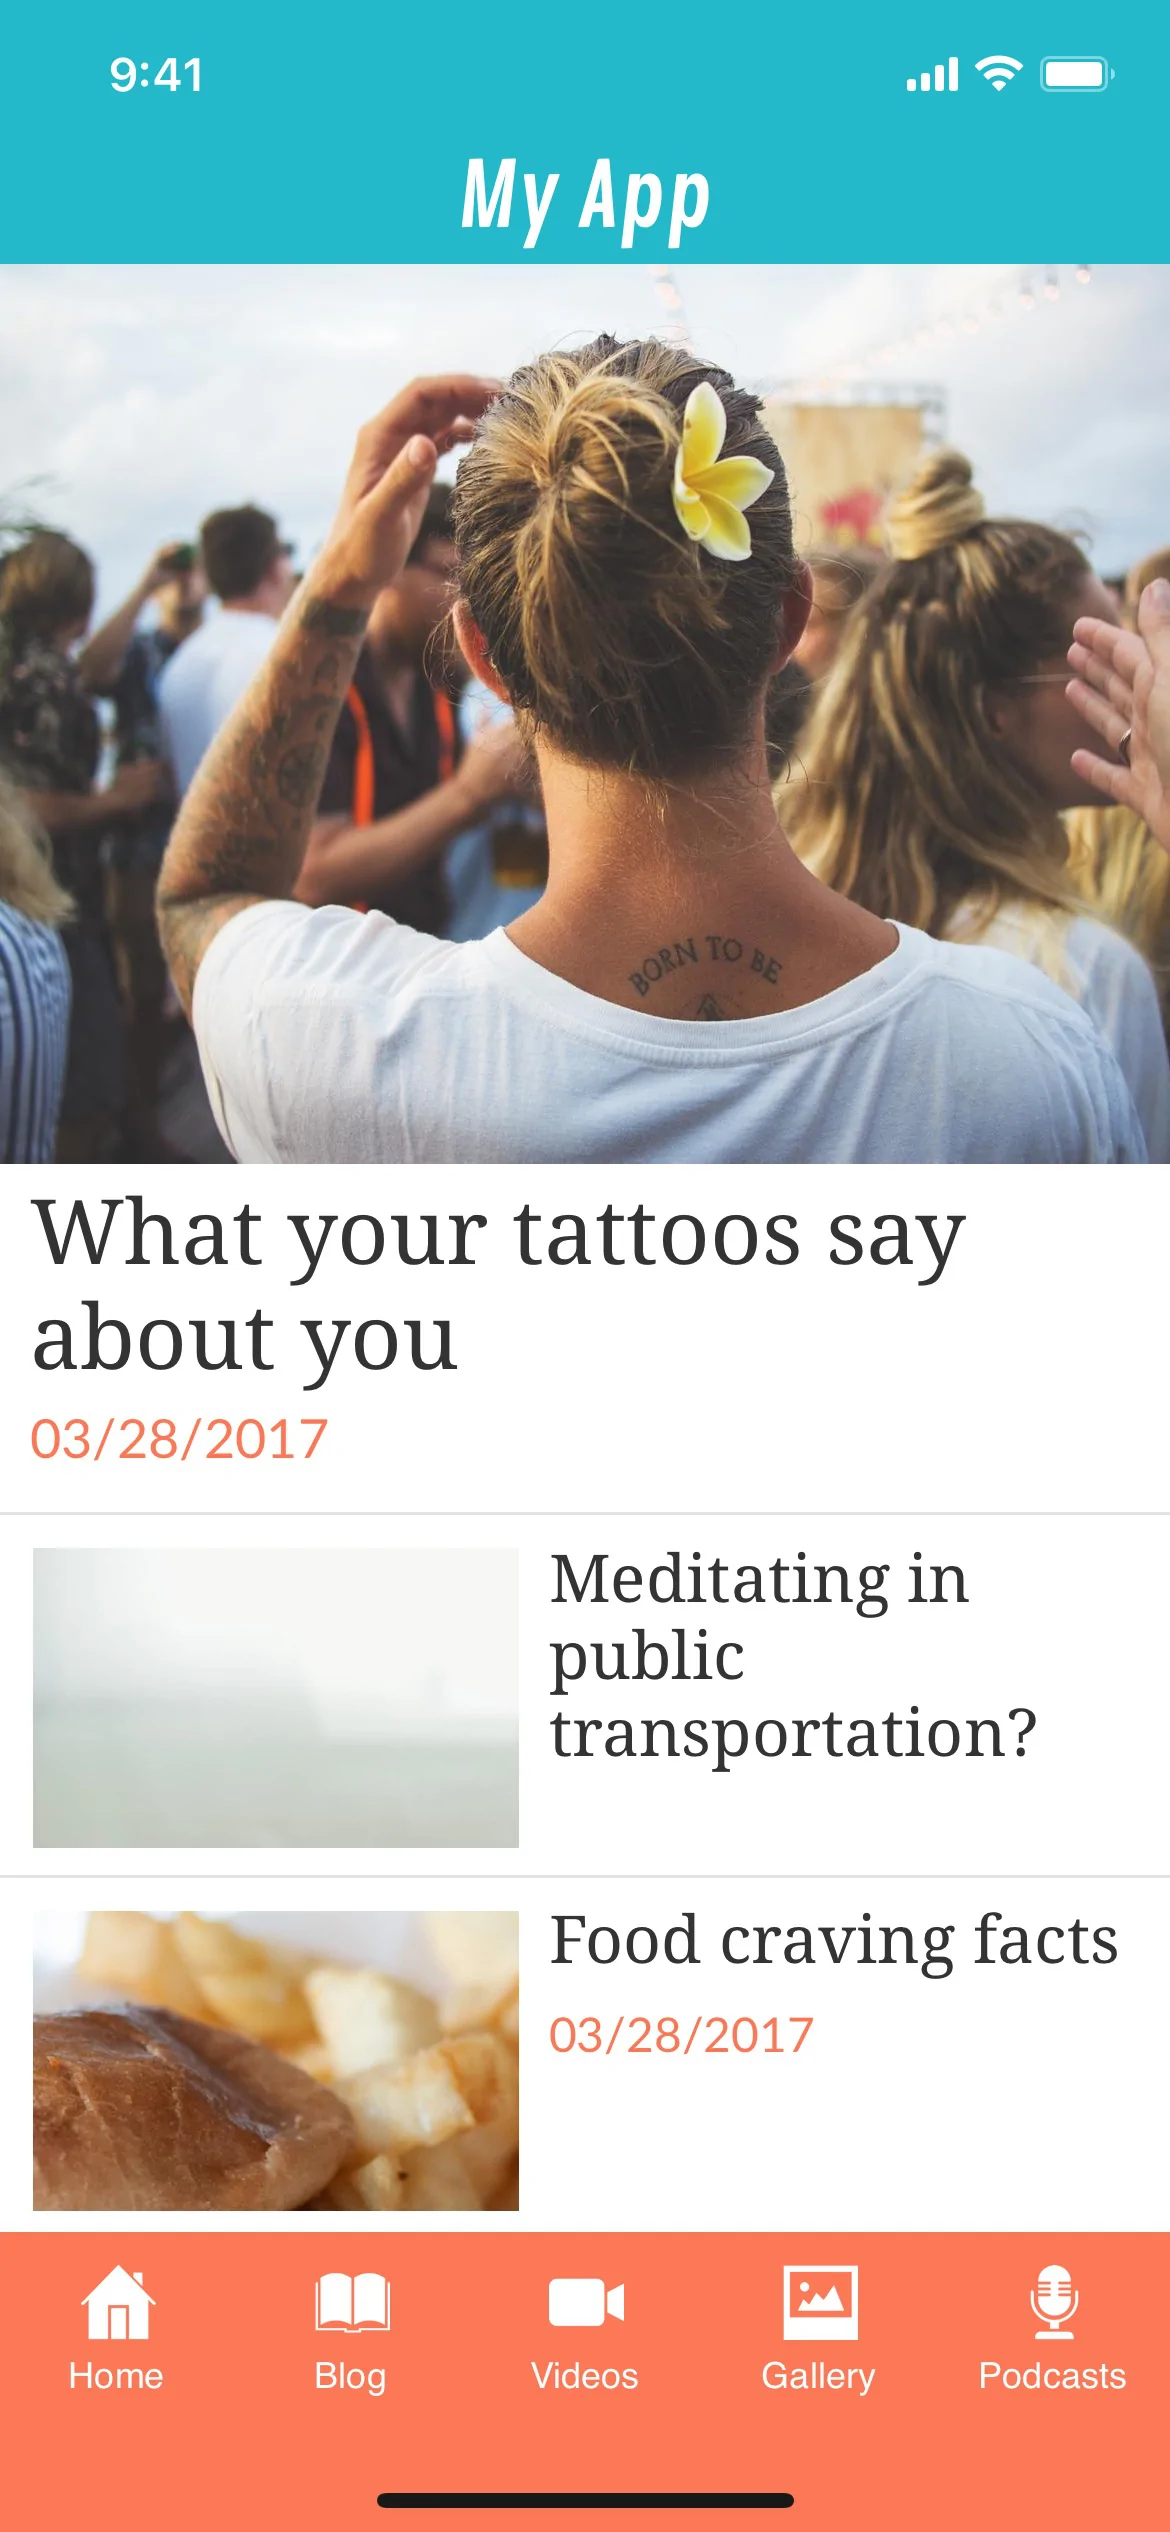 9:41
My App
BORN TO BE
What your tattoos say
about you
03/28/2017
Meditating in
public
transportation?
Food craving facts
03/28/2017
Home
Blog
Videos
Gallery
Podcasts